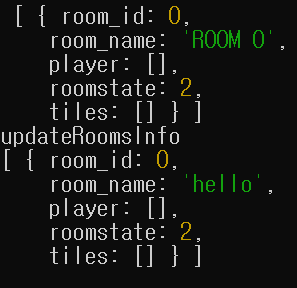 [ { room_id: 0,
room_name: 'ROOM 0',
player: [],
roomstate: 2,
tiles: [] } ]
updateRoomsInfo
[ { room_id: 0,
room_name: 'hello',
player: [],
roomstate: 2,
tiles: [] } ]